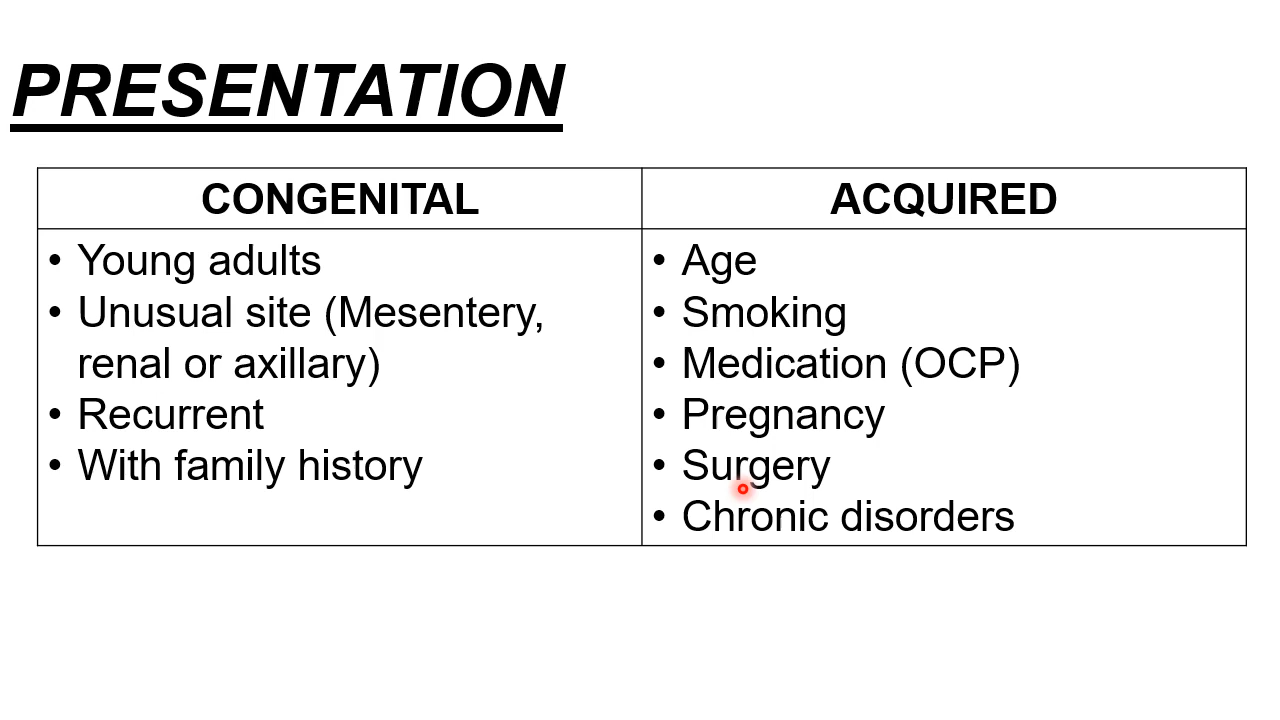 PRESENTATION
CONGENITAL
• Young adults
• Unusual site (Mesentery,
renal or axillary)
• Recurrent
• With family history
ACQUIRED
• Age
• Smoking
• Medication (OCP)
• Pregnancy
• Surgery
• Chronic disorders